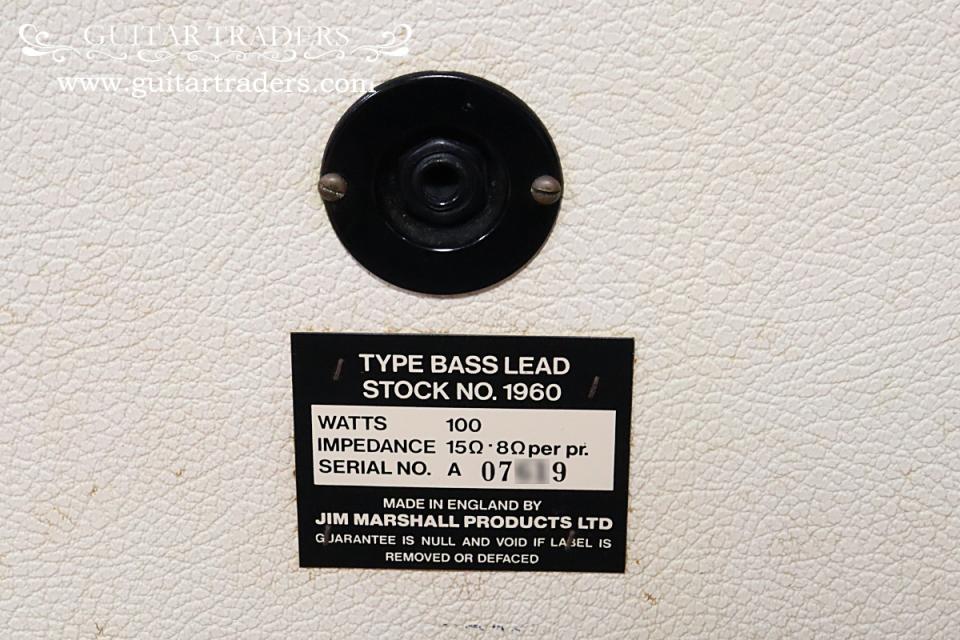 GUITAR TRADERS
www.guitartraders.com
TYPE BASS LEAD
STOCK NO. 1960
WATTS 100
IMPEDANCE 15Ω·8Ω per pr.
SERIAL NO. A 07 9
MADE IN ENGLAND BY
JIM MARSHALL PRODUCTS LTD
GUARANTEE IS NULL AND VOID IF LABEL IS
REMOVED OR DEFACED